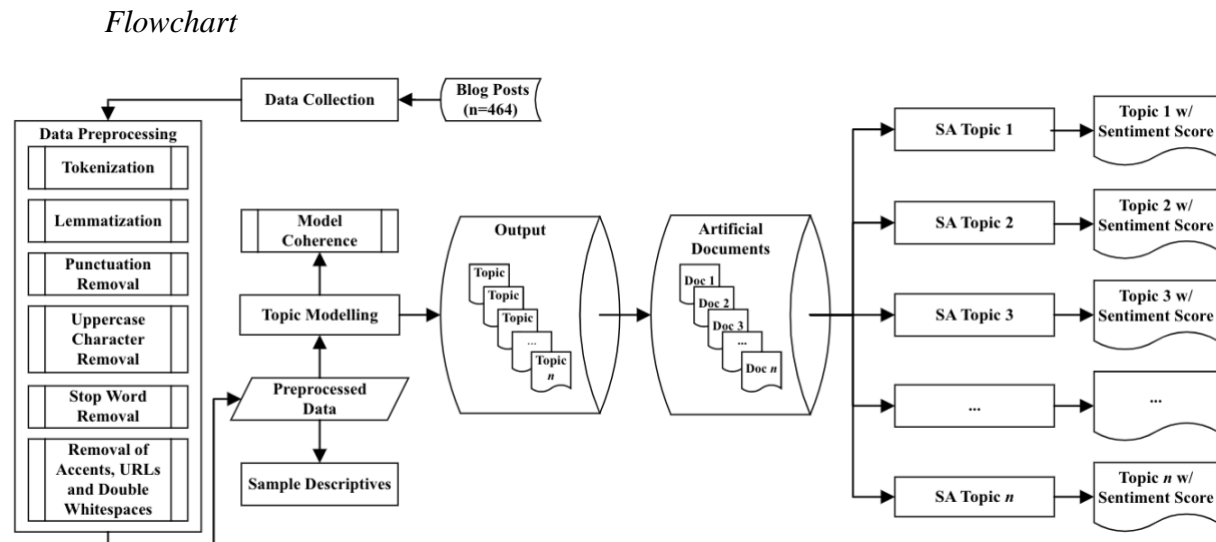 Flowchart
Blog Posts
(n=464)
Data Collection
Data Preprocessing
Tokenization
Lemmatization
Punctuation
Removal
Uppercase
Character
Removal
Stop Word
Removal
Removal of
Accents, URLs
and Double
Whitespaces
Model
Coherence
Topic Modelling
Preprocessed
Data
Sample Descriptives
Output
Topic
Topic
Topic
...
Topic
n
Artificial
Documents
Doc 1
Doc 2
Doc 3
...
Doc n
SA Topic 1
Topic 1 w/
Sentiment Score
SA Topic 2
Topic 2 w/
Sentiment Score
SA Topic 3
Topic 3 w/
Sentiment Score
...
...
SA Topic n
Topic n w/
Sentiment Score